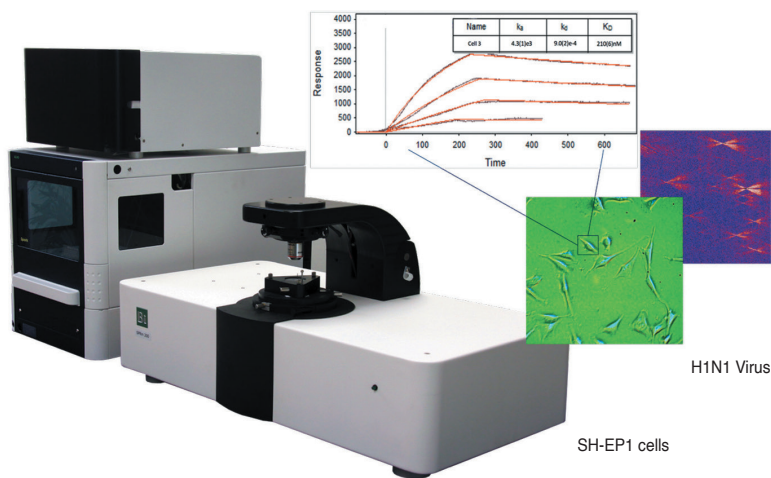 4000
3500
3000
2500
2000
1500
1000
500
0
Response
Name ka kd KD
Cell 3 4.3(1)e3 9.0(2)e-4 210(6)nM
0 100 200 300 400 500 600
Time
H1N1 Virus
SH-EP1 cells